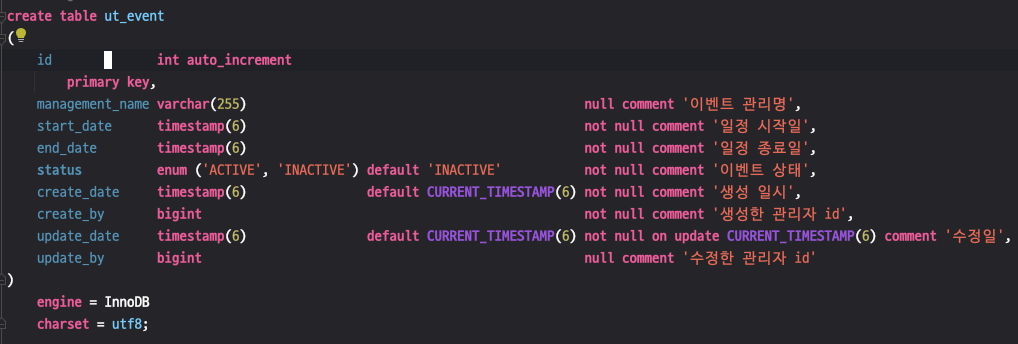 create table ut_event
(
id int auto_increment
primary key,
management_name varchar(255) null comment '이벤트 관리명',
start_date timestamp(6) not null comment '일정 시작일',
end_date timestamp(6) not null comment '일정 종료일',
status enum ('ACTIVE', 'INACTIVE') default 'INACTIVE' not null comment '이벤트 상태',
create_date timestamp(6) default CURRENT_TIMESTAMP(6) not null comment '생성 일시',
create_by bigint not null comment '생성한 관리자 id',
update_date timestamp(6) default CURRENT_TIMESTAMP(6) not null on update CURRENT_TIMESTAMP(6) comment '수정일',
update_by bigint null comment '수정한 관리자 id'
)
engine = InnoDB
charset = utf8;